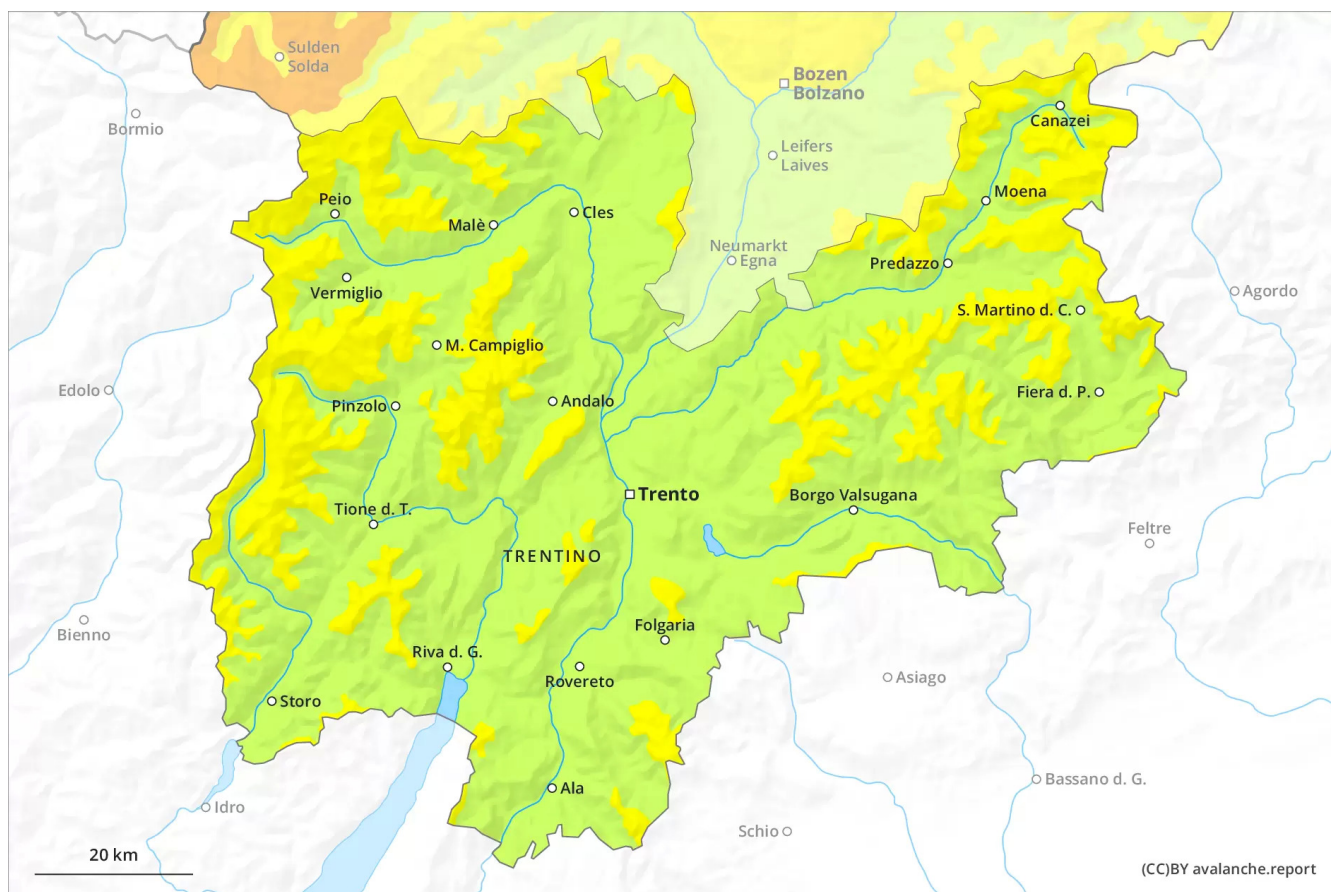 Sulden
Solda
Bozen
Bolzano
Bormio
Canazei
Leifers
Laives
Moena
Peio
Cles
Malè
Neumarkt
Egna
Predazzo
Vermiglio
Agordo
S. Martino d. C.
M. Campiglio
Edolo
Fiera d. P.
Andalo
Pinzolo
Trento
Borgo Valsugana
Tione d. T.
Feltre
TRENTINO
Bienno
Folgaria
Riva d. G.
Asiago
Rovereto
Storo
Bassano d. G.
Ala
Idro
Schio
20 km
(CC)BY avalanche.report